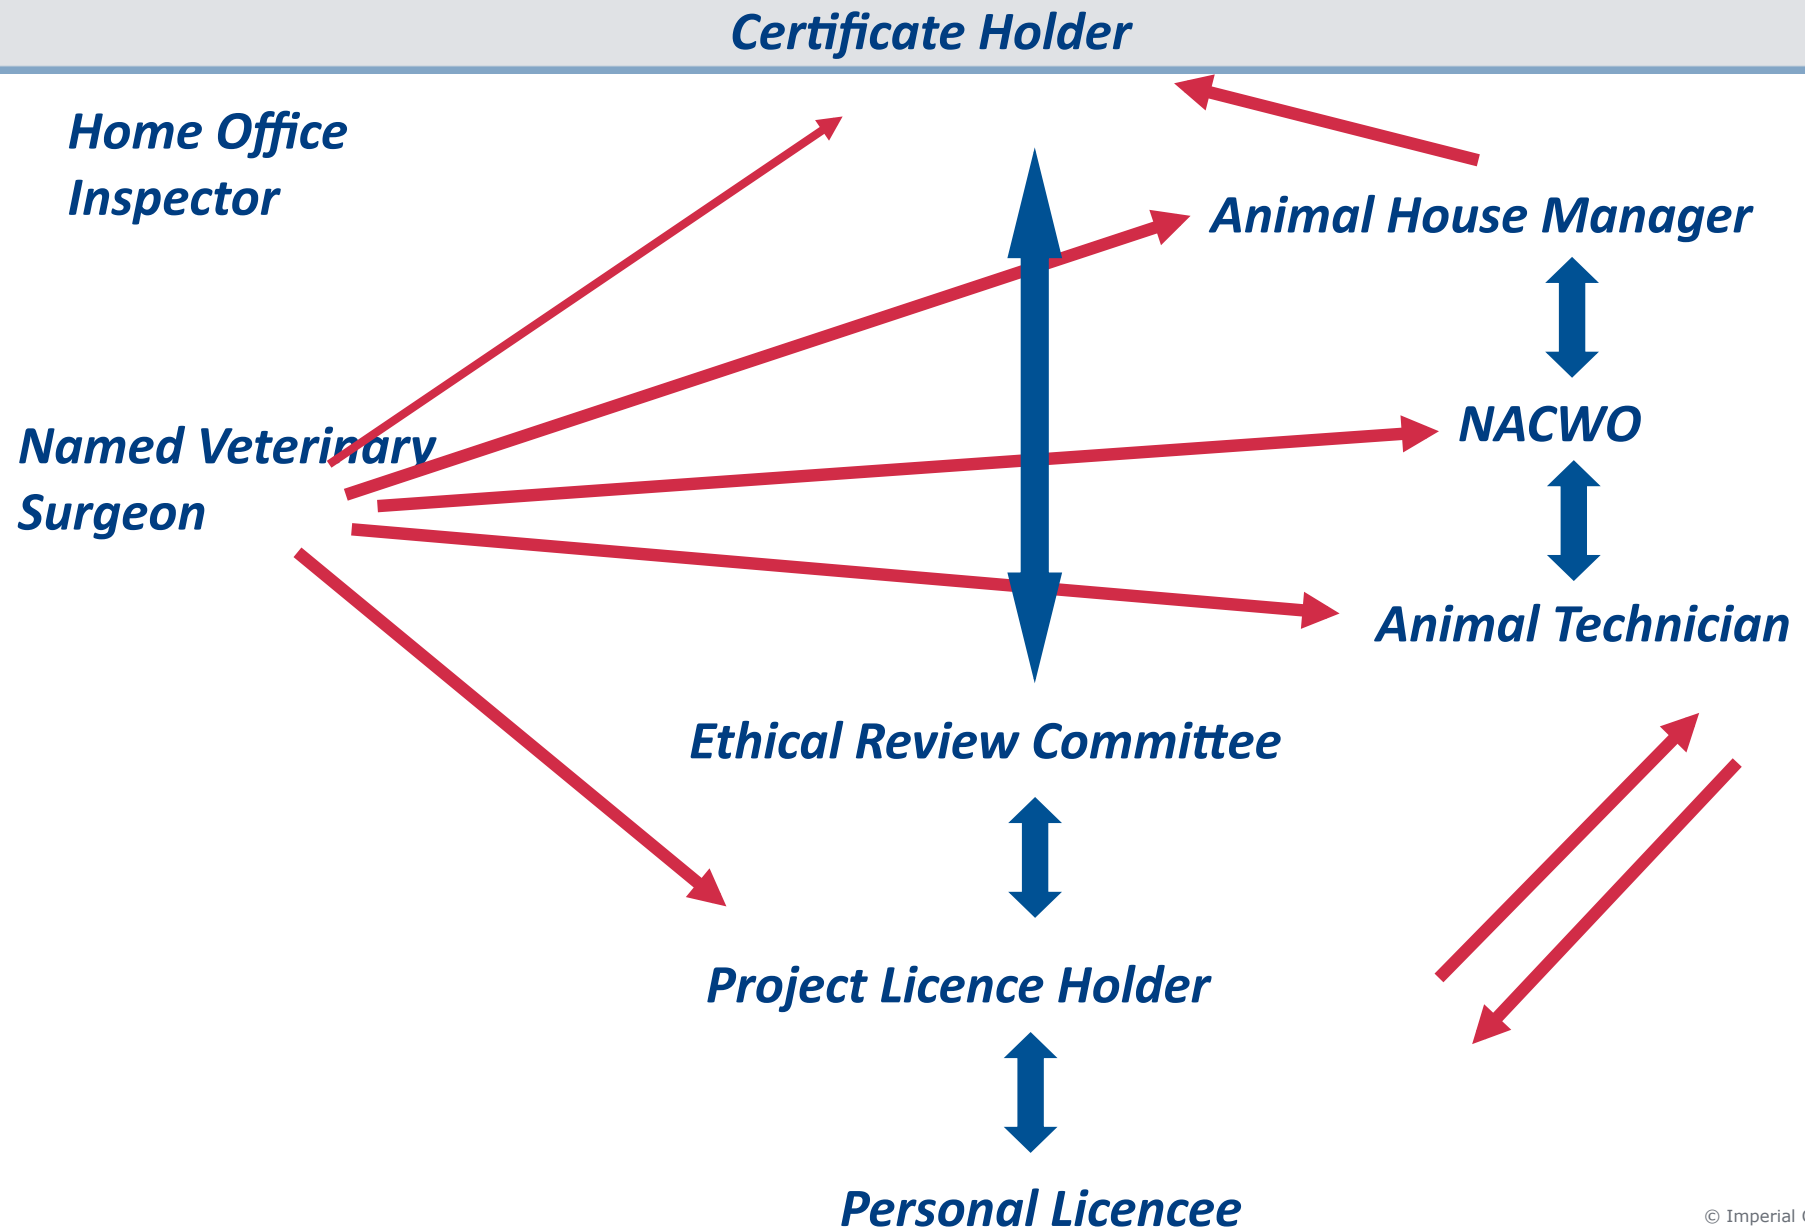 Certificate Holder
Home Office
Inspector
Animal House Manager
NACWO
Named Veterinary
Surgeon
Animal Technician
Ethical Review Committee
Project Licence Holder
Personal Licencee
© Imperial